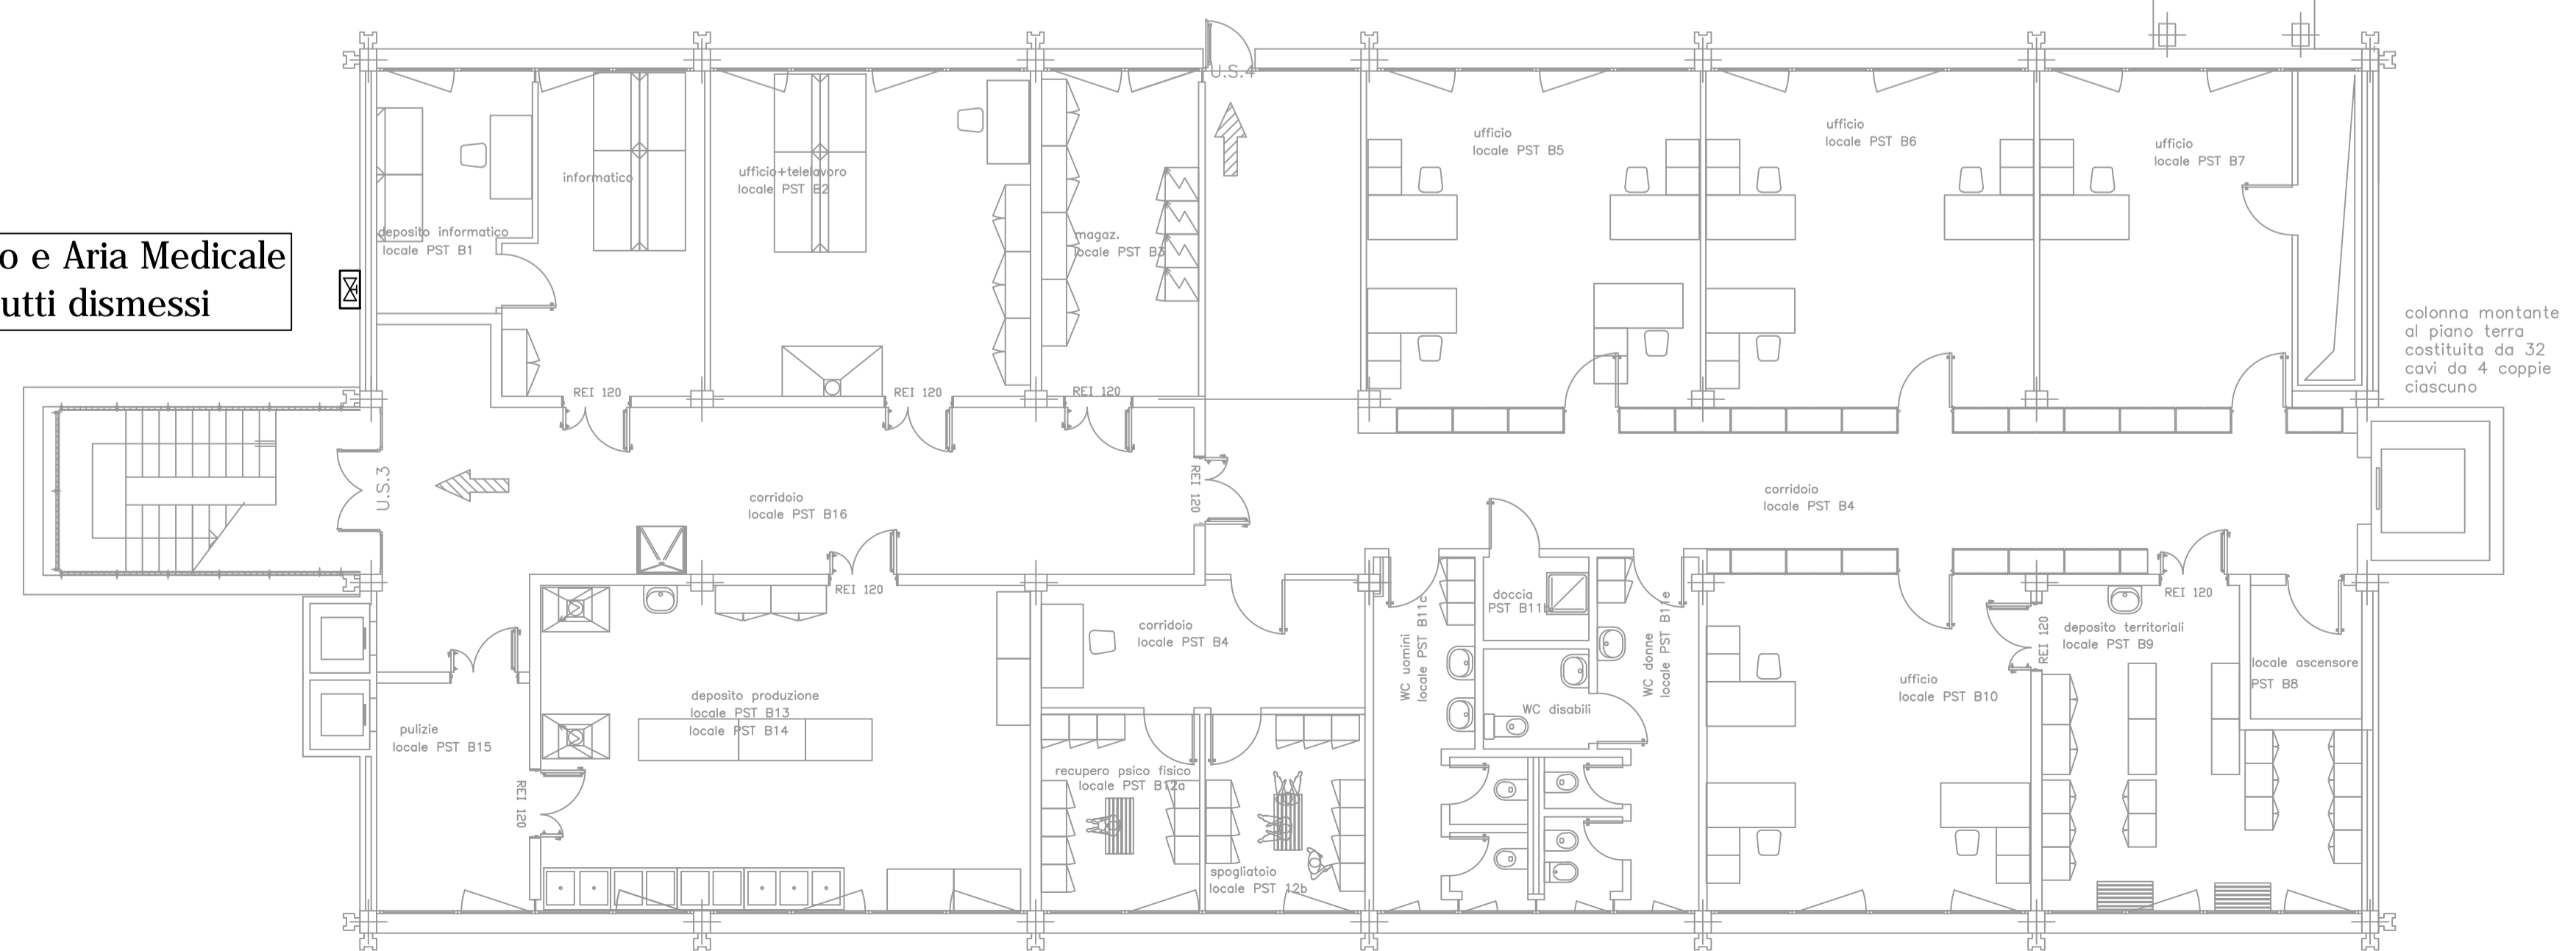 U.S.4
ufficio
locale PST B5
ufficio
locale PST B6
ufficio
locale PST B7
informatico
ufficio+telelavoro
locale PST B2
deposito informatico
locale PST B1
magaz.
locale PST B3
o e Aria Medicale
utti dismessi
colonna montante
al piano terra
costituita da 32
cavi da 4 coppie
ciascuno
REI 120
REI 120
REI 120
U.S.3
REI 120
corridoio
locale PST B16
corridoio
locale PST B4
REI 120
REI 120
doccia
PST B11b
corridoio
locale PST B4
WC uomini
locale PST B11c
WC donne
locale PST B11e
REI 120
deposito territoriali
locale PST B9
locale ascensore
PST B8
ufficio
locale PST B10
deposito produzione
locale PST B13
locale PST B14
WC disabili
pulizie
locale PST B15
REI 120
recupero psico fisico
locale PST B12a
spogliatoio
locale PST 12b